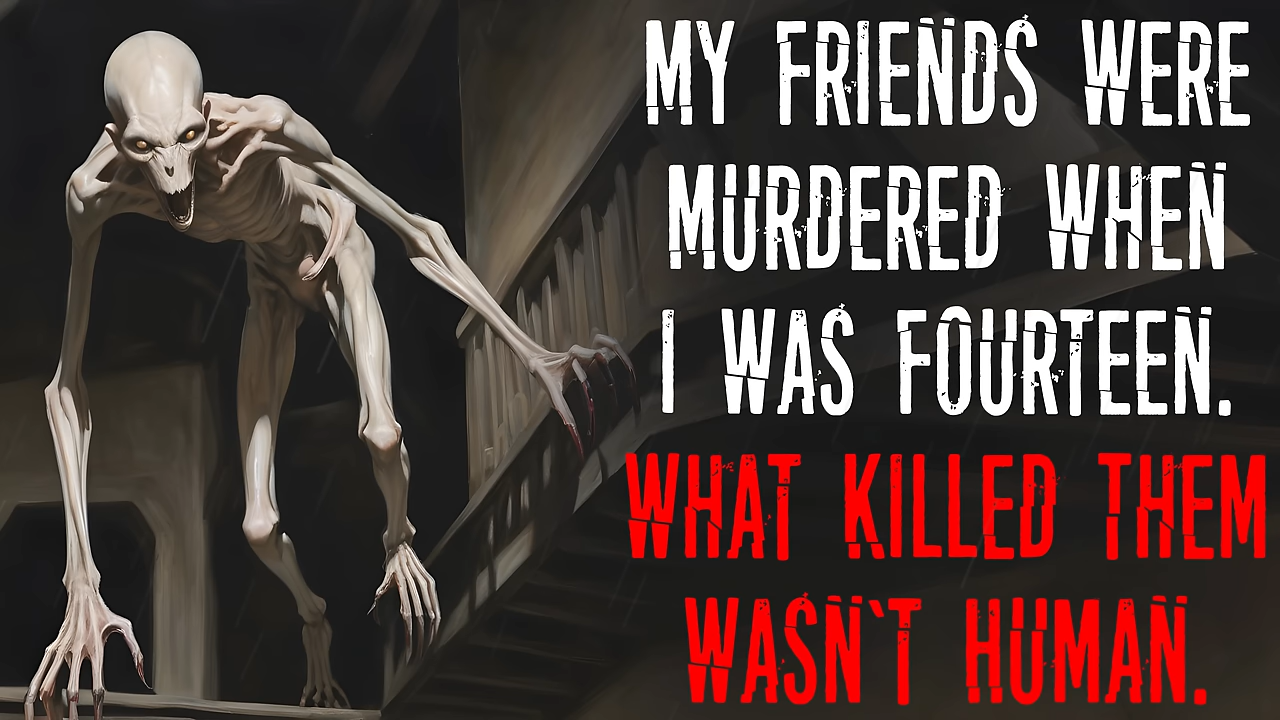 MY FRIENDS WERE
MURDERED WHEN
I WAS FOURTEEN.
WHAT KILLED THEM
WASN`T HUMAN.